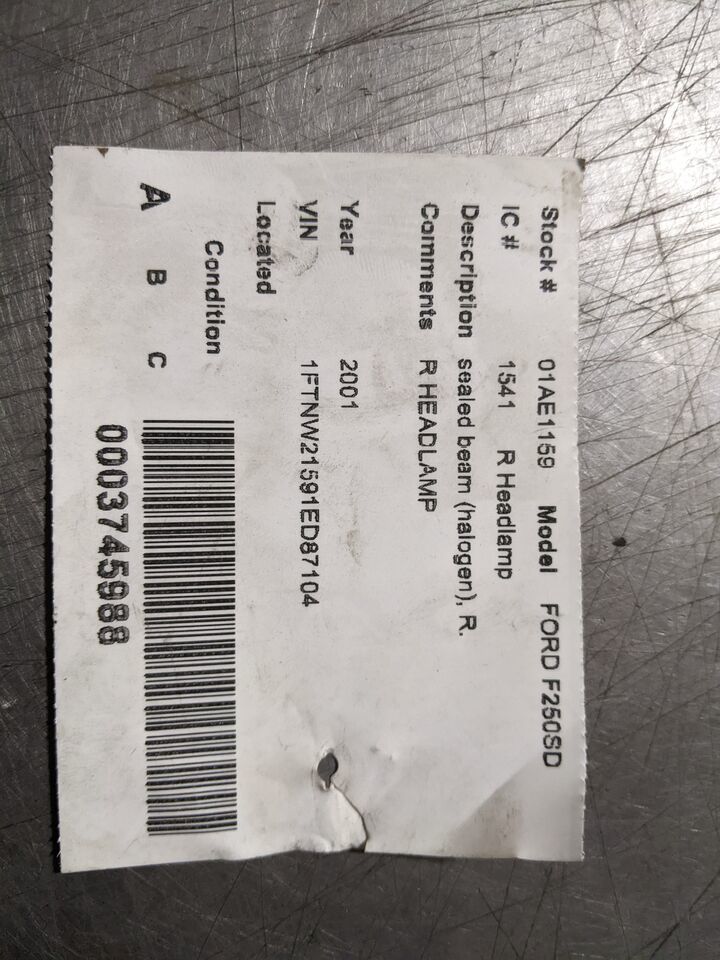 Stock # 01AE1159 Model FORD F250SD
IC # 1541 R Headlamp
Description sealed beam (halogen), R.
Comments R HEADLAMP
Year 2001
VIN 1FTNW21591ED87104
Located
Condition
A B C
0003745988